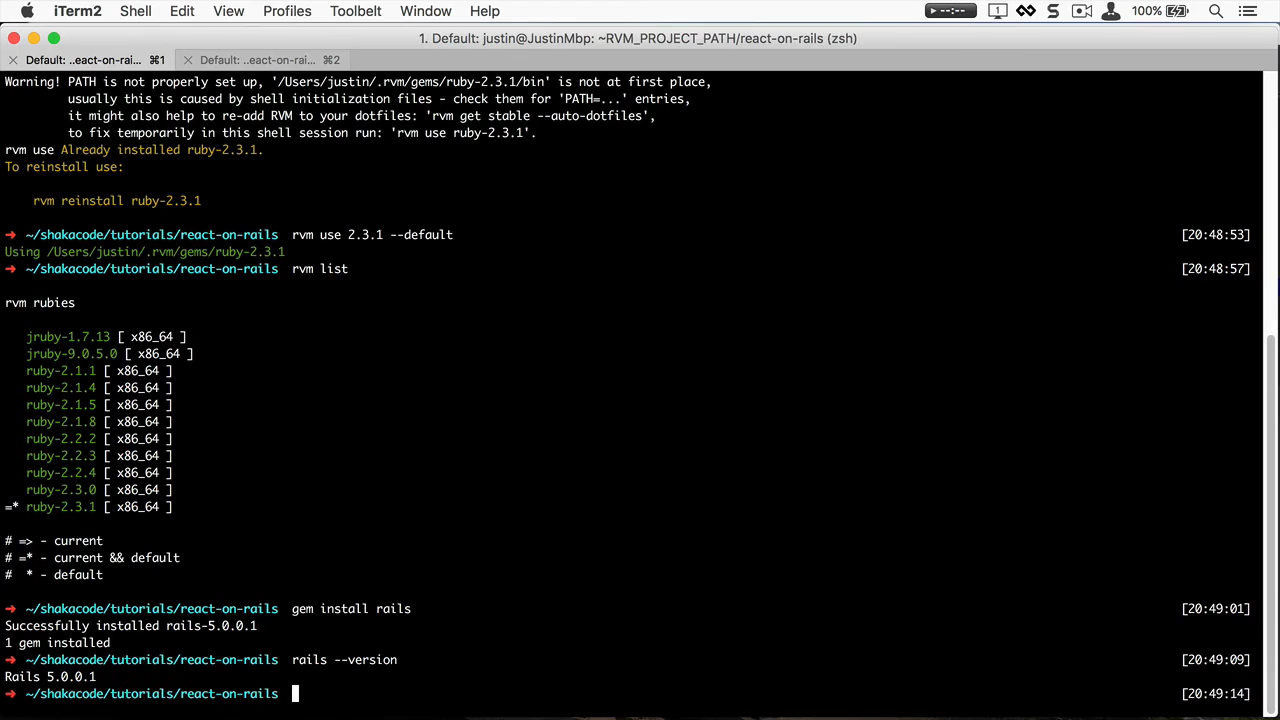 iTerm2 Shell Edit View Profiles Toolbelt Window Help 1 S 100%
1. Default: justin@JustinMbp: ~RVM_PROJECT_PATH/react-on-rails (zsh)
Default: ..eact-on-rai... ⌘1 Default: ..eact-on-rai... ⌘2
Warning! PATH is not properly set up, '/Users/justin/.rvm/gems/ruby-2.3.1/bin' is not at first place,
usually this is caused by shell initialization files - check them for 'PATH=...' entries,
it might also help to re-add RVM to your dotfiles: 'rvm get stable --auto-dotfiles',
to fix temporarily in this shell session run: 'rvm use ruby-2.3.1'.
rvm use Already installed ruby-2.3.1.
To reinstall use:
rvm reinstall ruby-2.3.1
➜ ~/shakacode/tutorials/react-on-rails rvm use 2.3.1 --default [20:48:53]
Using /Users/justin/.rvm/gems/ruby-2.3.1
➜ ~/shakacode/tutorials/react-on-rails rvm list [20:48:57]
rvm rubies
jruby-1.7.13 [ x86_64 ]
jruby-9.0.5.0 [ x86_64 ]
ruby-2.1.1 [ x86_64 ]
ruby-2.1.4 [ x86_64 ]
ruby-2.1.5 [ x86_64 ]
ruby-2.1.8 [ x86_64 ]
ruby-2.2.2 [ x86_64 ]
ruby-2.2.3 [ x86_64 ]
ruby-2.2.4 [ x86_64 ]
ruby-2.3.0 [ x86_64 ]
=* ruby-2.3.1 [ x86_64 ]
# => - current
# =* - current && default
#  * - default
➜ ~/shakacode/tutorials/react-on-rails gem install rails [20:49:01]
Successfully installed rails-5.0.0.1
1 gem installed
➜ ~/shakacode/tutorials/react-on-rails rails --version [20:49:09]
Rails 5.0.0.1
➜ ~/shakacode/tutorials/react-on-rails [20:49:14]